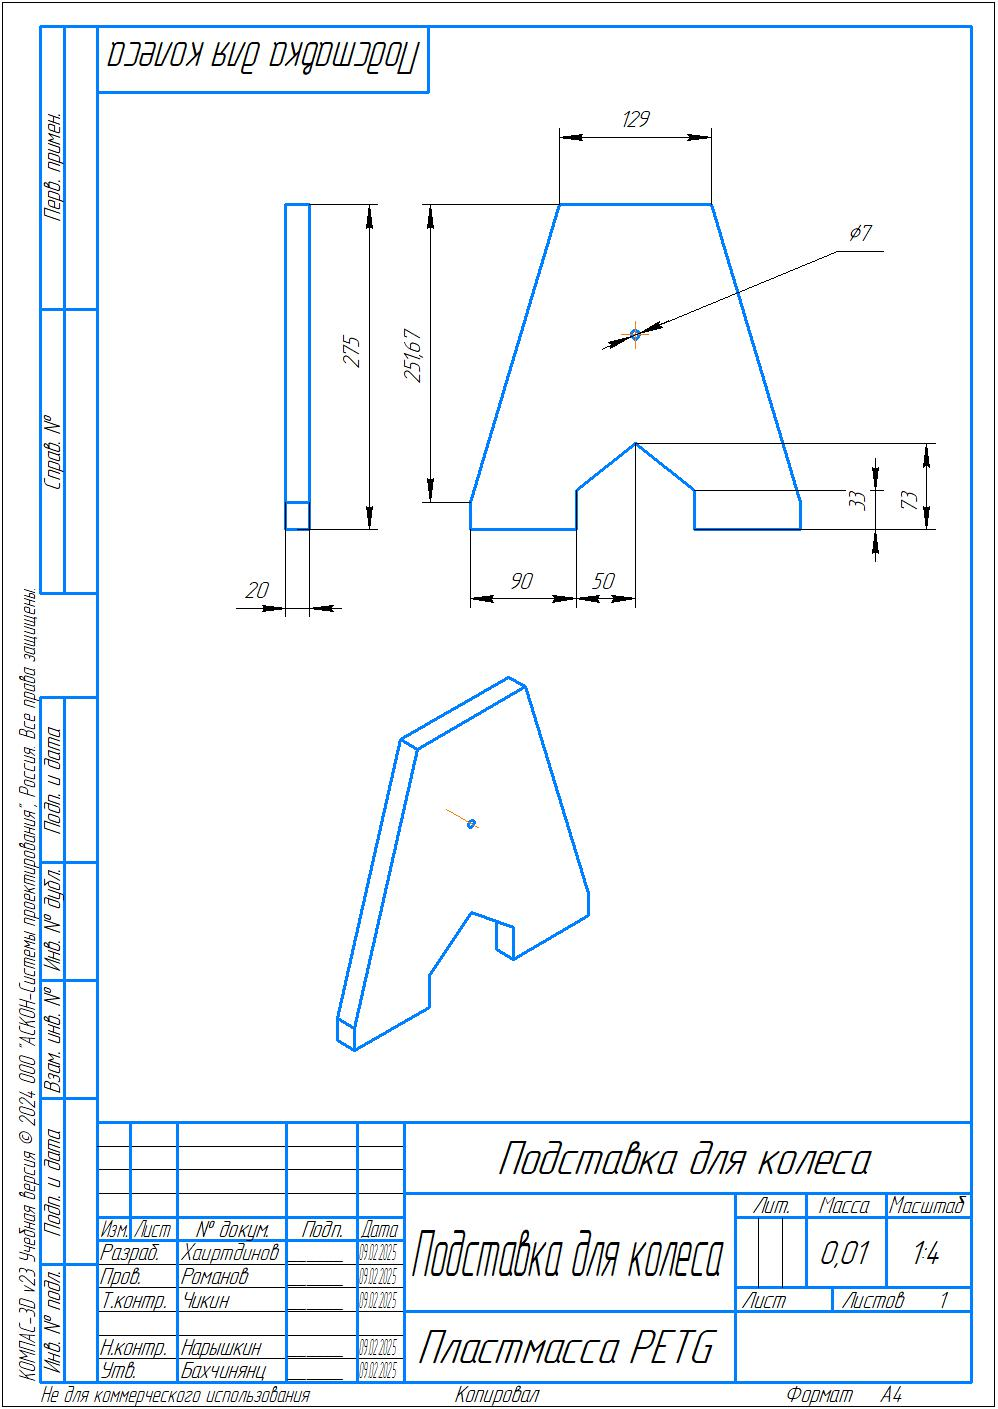 Подставка для колеса
Перв. примен.
Справ. №
Подп. и дата
Инв. № дубл.
Взам. инв. №
Подп. и дата
Инв. № подл.
КОМПАС-3D v23 Учебная версия © 2024 ООО "АСКОН-Системы проектирования", Россия. Все права защищены.
129
⌀7
275
251,67
33
73
20
90
50
Подставка для колеса
Изм. Лист № докум. Подп. Дата
Разраб. Хаиртдинов 09.02.2025
Пров. Романов 09.02.2025
Т.контр. Чикин 09.02.2025
Н.контр. Нарышкин 09.02.2025
Утв. Бахчинянц 09.02.2025
Подставка для колеса
Лит. Масса Масштаб
0,01 1:4
Лист Листов 1
Пластмасса PETG
Не для коммерческого использования Копировал Формат A4